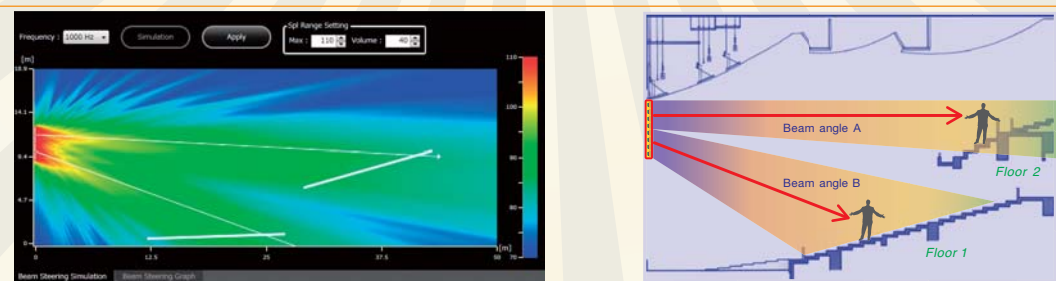 Spl Range Setting
Frequency : 1000 Hz Simulation Apply Max : 110 Volume : 40
[m]
18.9
14.1
9.4
4.7
0
0 12.5 25 37.5 50 [m]
110
100
90
80
70
Beam Steering Simulation Beam Steering Graph
Beam angle A
Floor 2
Beam angle B
Floor 1